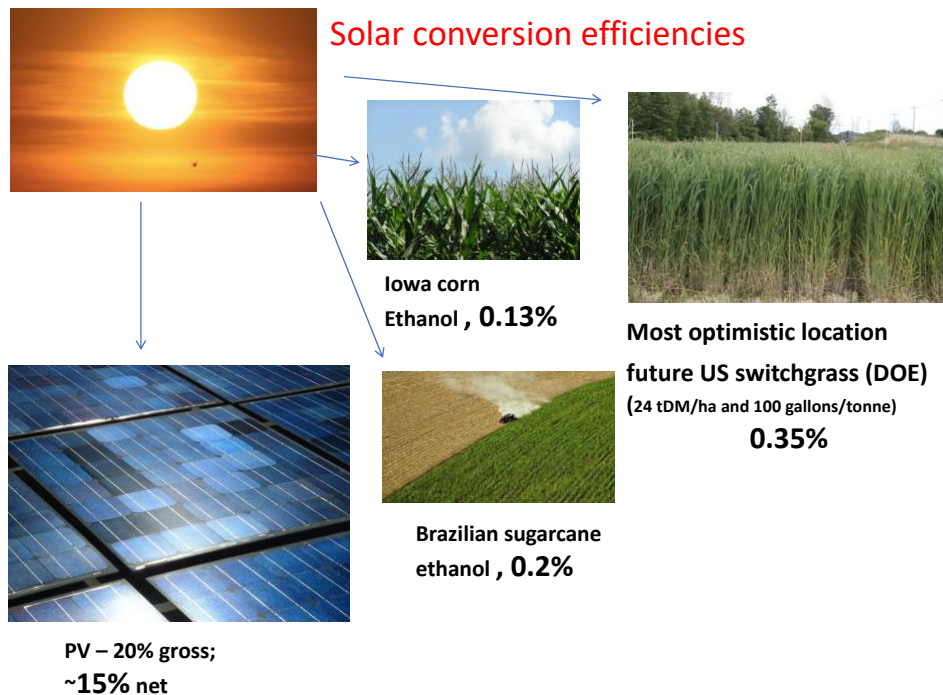 Solar conversion efficiencies
Iowa corn
Ethanol , 0.13%
Most optimistic location
future US switchgrass (DOE)
(24 tDM/ha and 100 gallons/tonne)
0.35%
Brazilian sugarcane
ethanol , 0.2%
PV – 20% gross;
~15% net